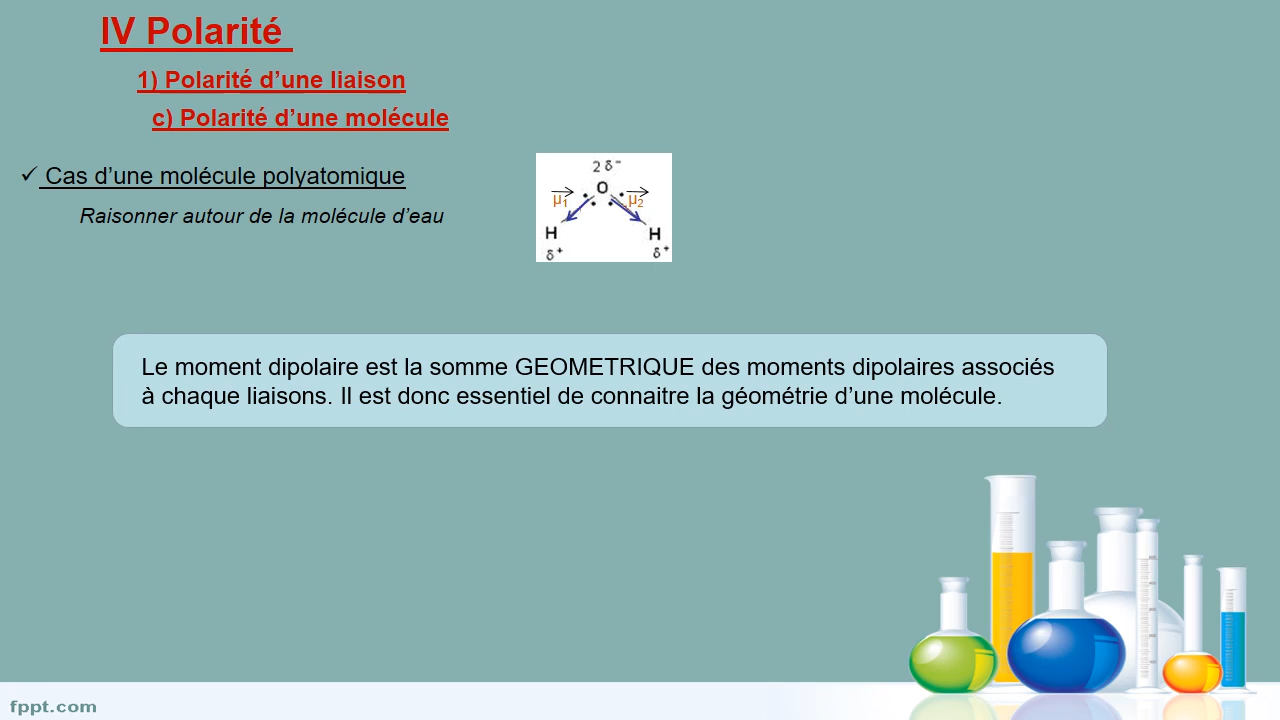 IV Polarité
1) Polarité d’une liaison
c) Polarité d’une molécule
✓ Cas d’une molécule polyatomique
Raisonner autour de la molécule d’eau
2 δ⁻
μ₁ O μ₂
H H
δ⁺ δ⁺
Le moment dipolaire est la somme GEOMETRIQUE des moments dipolaires associés
à chaque liaisons. Il est donc essentiel de connaitre la géométrie d’une molécule.
fppt.com